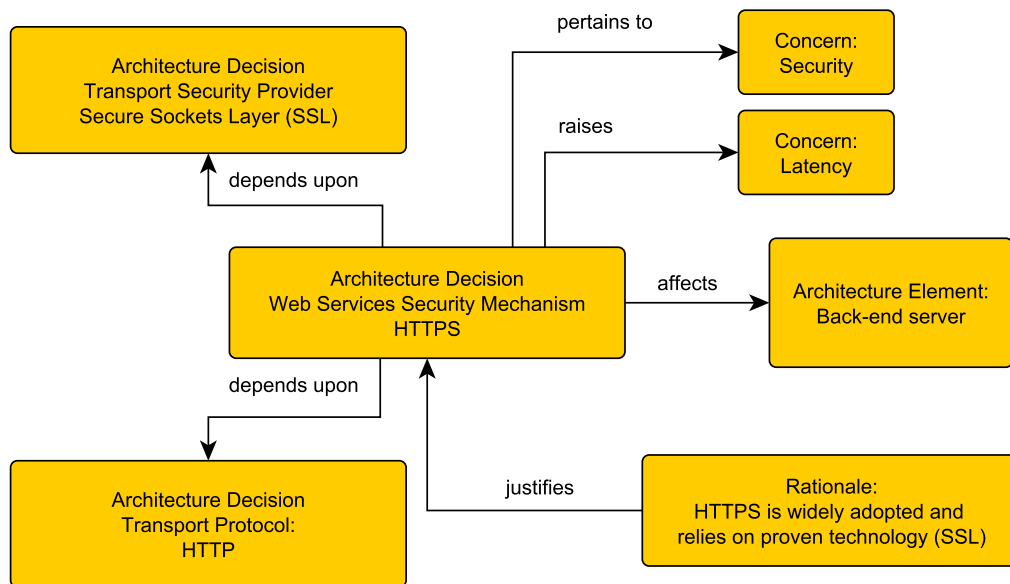 pertains to
Architecture Decision
Transport Security Provider
Secure Sockets Layer (SSL)
Concern:
Security
raises
Concern:
Latency
depends upon
Architecture Decision
Web Services Security Mechanism
HTTPS
affects
Architecture Element:
Back-end server
depends upon
Architecture Decision
Transport Protocol:
HTTP
justifies
Rationale:
HTTPS is widely adopted and
relies on proven technology (SSL)